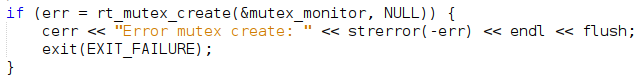 if (err = rt_mutex_create(&mutex_monitor, NULL)) {
    cerr << "Error mutex create: " << strerror(-err) << endl << flush;
    exit(EXIT_FAILURE);
}